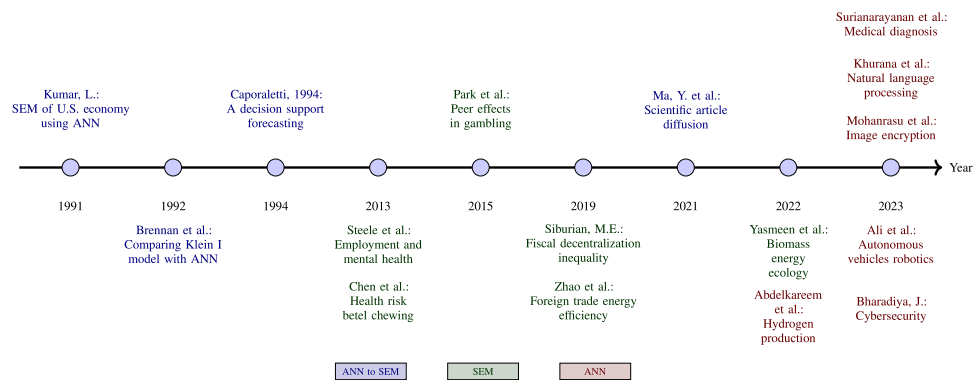 Surianarayanan et al.:
Medical diagnosis
Khurana et al.:
Natural language
processing
Mohanrasu et al.:
Image encryption
Kumar, L.:
SEM of U.S. economy
using ANN
Caporaletti, 1994:
A decision support
forecasting
Park et al.:
Peer effects
in gambling
Ma, Y. et al.:
Scientific article
diffusion
Year
1991
1992
1994
2013
2015
2019
2021
2022
2023
Brennan et al.:
Comparing Klein I
model with ANN
Steele et al.:
Employment and
mental health
Chen et al.:
Health risk
betel chewing
Siburian, M.E.:
Fiscal decentralization
inequality
Zhao et al.:
Foreign trade energy
efficiency
Yasmeen et al.:
Biomass
energy
ecology
Abdelkareem
et al.:
Hydrogen
production
Ali et al.:
Autonomous
vehicles robotics
Bharadiya, J.:
Cybersecurity
ANN to SEM
SEM
ANN